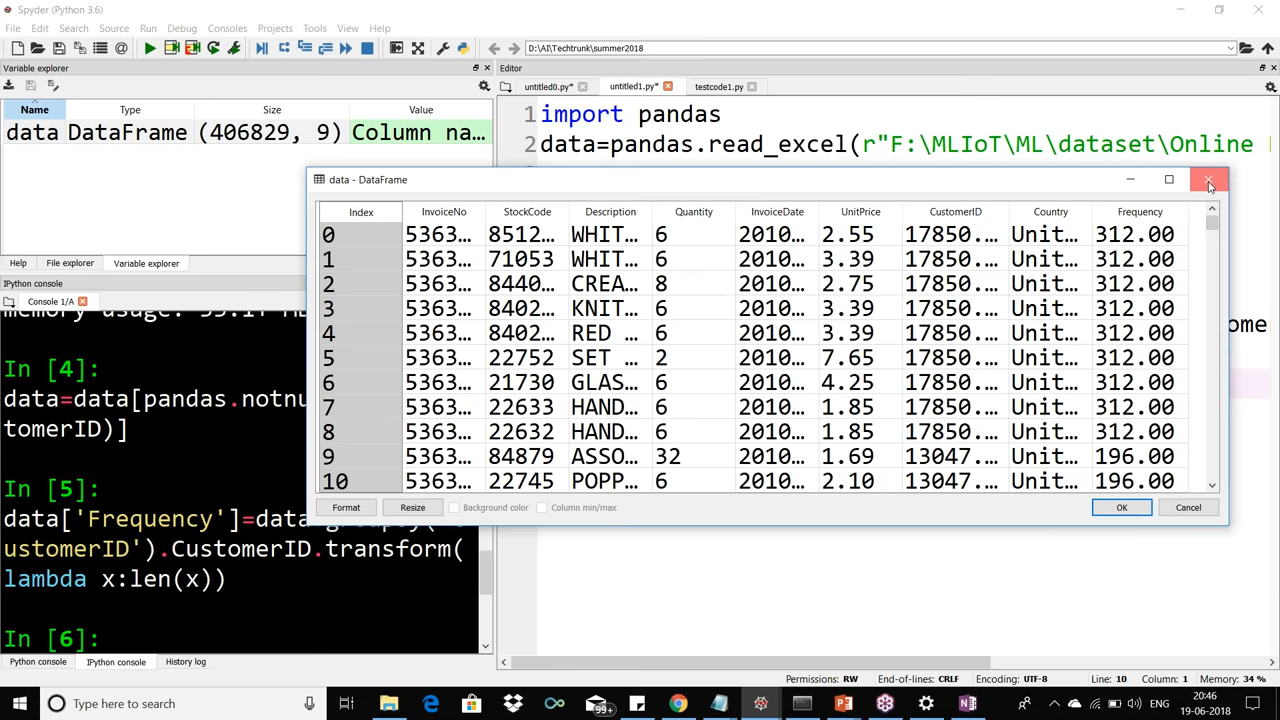 Spyder (Python 3.6)
File Edit Search Source Run Debug Consoles Projects Tools View Help
D:\AI\Techtrunk\summer2018
Variable explorer
Name Type Size Value
data DataFrame (406829, 9) Column na...
Help File explorer Variable explorer
Editor
untitled0.py* untitled1.py* testcode1.py
1 import pandas
2 data=pandas.read_excel(r"F:\MLIoT\ML\dataset\Online
data - DataFrame
Index InvoiceNo StockCode Description Quantity InvoiceDate UnitPrice CustomerID Country Frequency
0 5363... 8512... WHIT... 6 2010... 2.55 17850.... Unit... 312.00
1 5363... 71053 WHIT... 6 2010... 3.39 17850.... Unit... 312.00
2 5363... 8440... CREA... 8 2010... 2.75 17850.... Unit... 312.00
3 5363... 8402... KNIT... 6 2010... 3.39 17850.... Unit... 312.00
4 5363... 8402... RED ... 6 2010... 3.39 17850.... Unit... 312.00
5 5363... 22752 SET ... 2 2010... 7.65 17850.... Unit... 312.00
6 5363... 21730 GLAS... 6 2010... 4.25 17850.... Unit... 312.00
7 5363... 22633 HAND... 6 2010... 1.85 17850.... Unit... 312.00
8 5363... 22632 HAND... 6 2010... 1.85 17850.... Unit... 312.00
9 5363... 84879 ASSO... 32 2010... 1.69 13047.... Unit... 196.00
10 5363... 22745 POPP... 6 2010... 2.10 13047.... Unit... 196.00
Format Resize Background color Column min/max OK Cancel
ome
IPython console
Console 1/A
In [4]:
data=data[pandas.notnu
tomerID)]
In [5]:
data['Frequency']=data
ustomerID').CustomerID.transform(
lambda x:len(x))
In [6]:
Python console IPython console History log
Permissions: RW End-of-lines: CRLF Encoding: UTF-8 Line: 10 Column: 1 Memory: 34 %
Type here to search
99+
ENG
20:46
19-06-2018